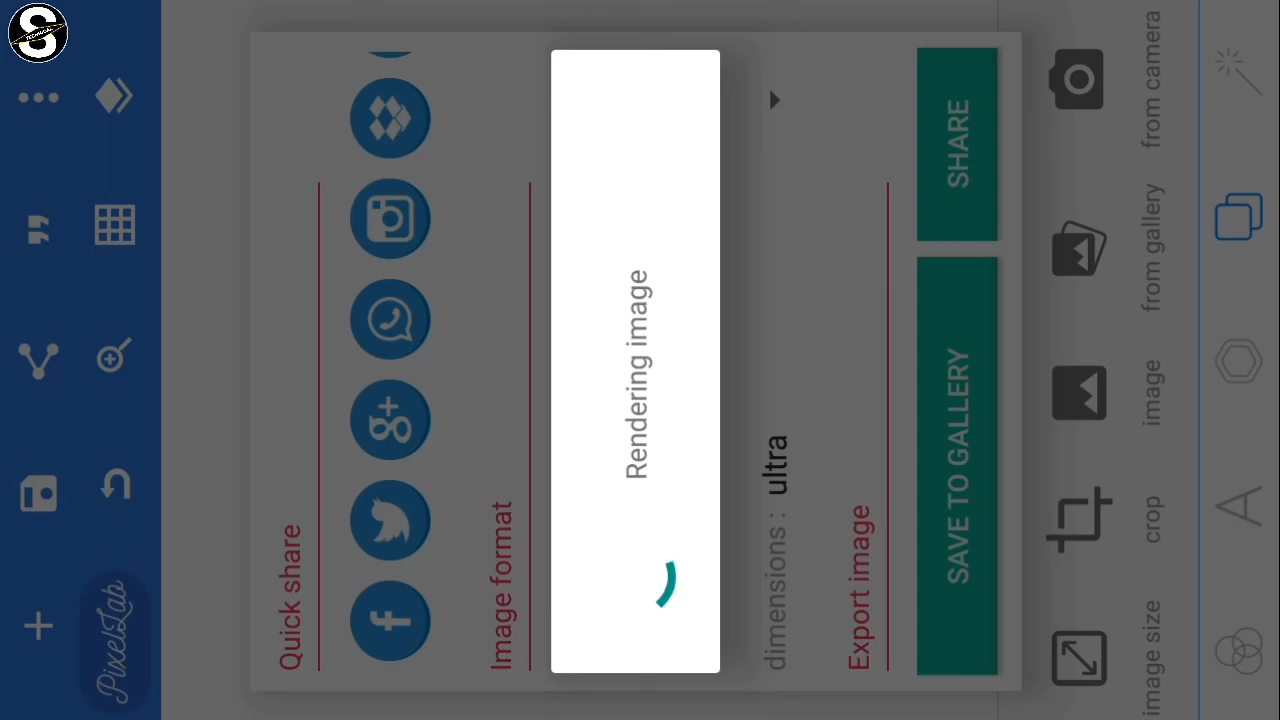 S
TECHNICAL
PixelLab
Quick share
Image format
Rendering image
dimensions : ultra
Export image
SAVE TO GALLERY
SHARE
image size
crop
image
from gallery
from camera